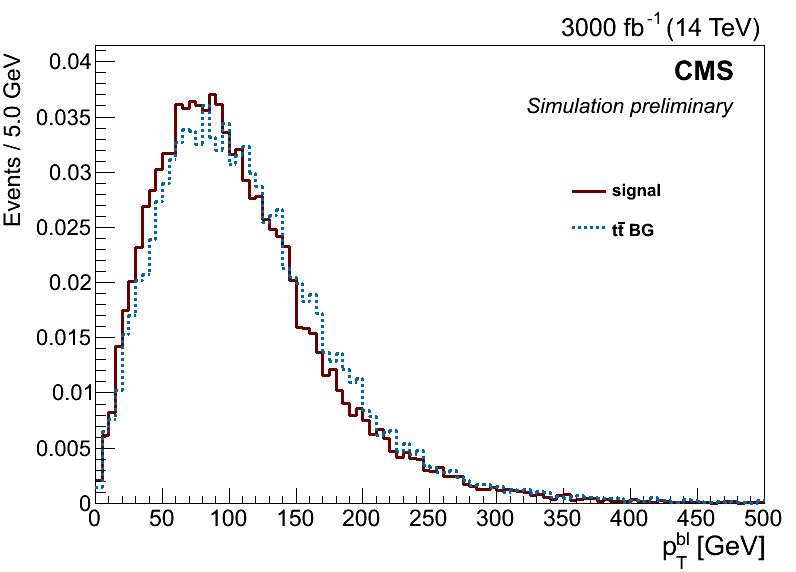 3000 fb⁻¹ (14 TeV)
CMS
Simulation preliminary
signal
tt̄ BG
Events / 5.0 GeV
0.04
0.035
0.03
0.025
0.02
0.015
0.01
0.005
0
0 50 100 150 200 250 300 350 400 450 500
p_T^bl [GeV]